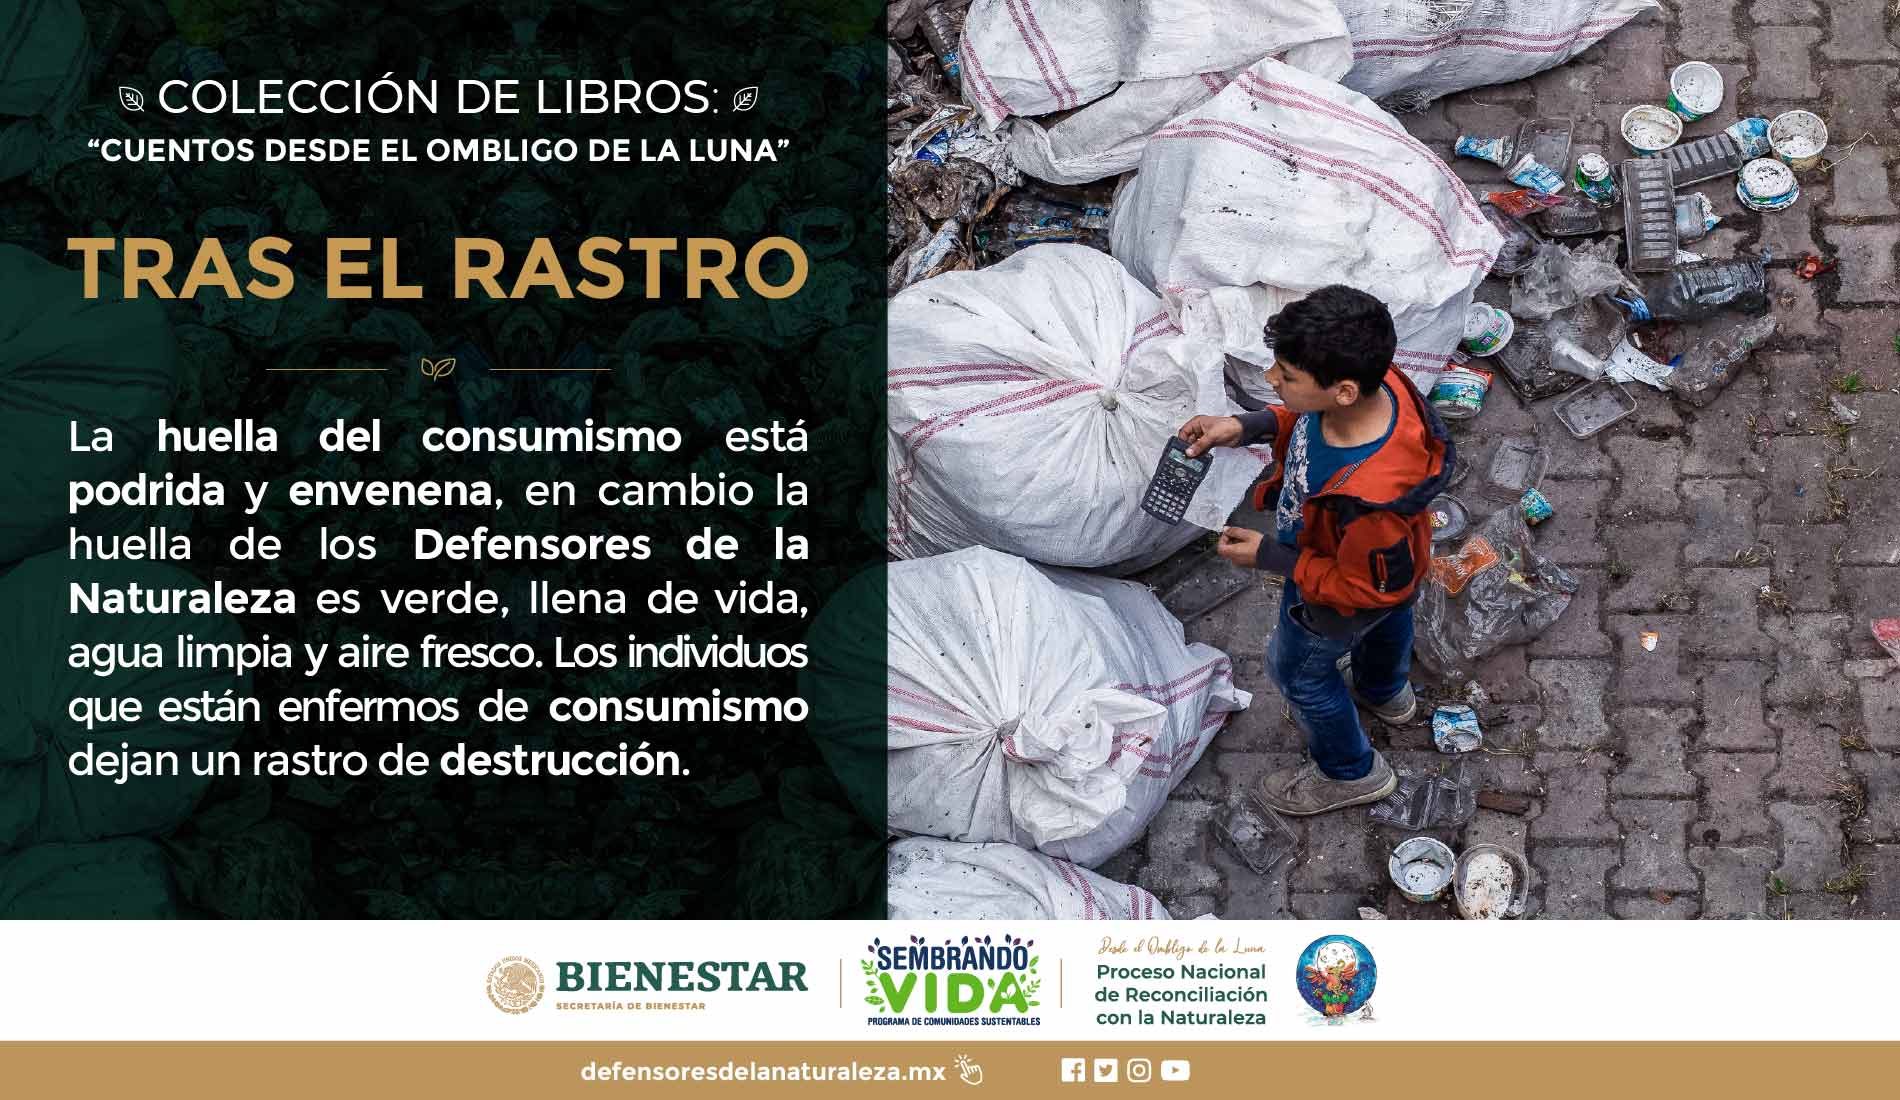 COLECCIÓN DE LIBROS:
“CUENTOS DESDE EL OMBLIGO DE LA LUNA”
TRAS EL RASTRO
La huella del consumismo está
podrida y envenena, en cambio la
huella de los Defensores de la
Naturaleza es verde, llena de vida,
agua limpia y aire fresco. Los individuos
que están enfermos de consumismo
dejan un rastro de destrucción.
ESTADOS UNIDOS MEXICANOS
BIENESTAR
SECRETARÍA DE BIENESTAR
SEMBRANDO
VIDA
PROGRAMA DE COMUNIDADES SUSTENTABLES
Desde el Ombligo de la Luna
Proceso Nacional
de Reconciliación
con la Naturaleza
defensoresdelanaturaleza.mx